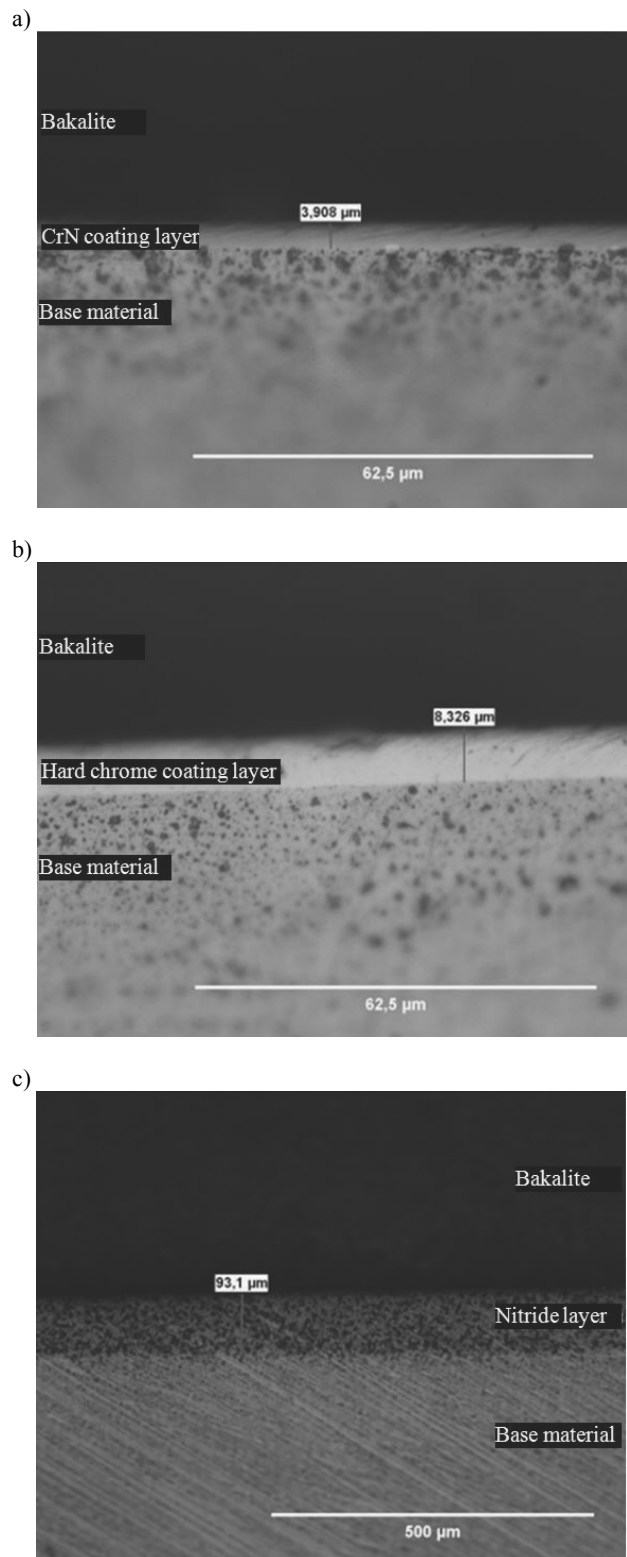 a)
Bakalite
3,908 µm
CrN coating layer
Base material
62,5 µm
b)
Bakalite
8,326 µm
Hard chrome coating layer
Base material
62,5 µm
c)
Bakalite
93,1 µm
Nitride layer
Base material
500 µm